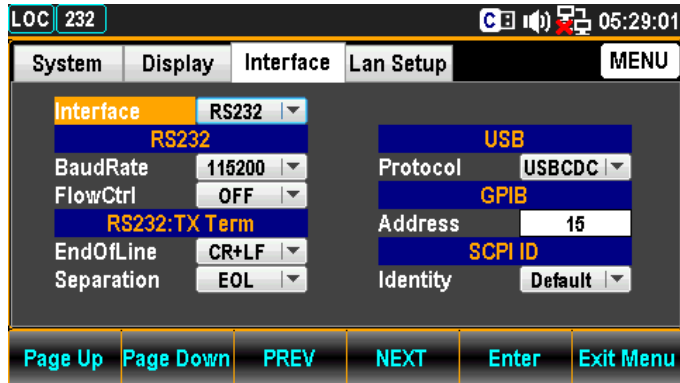 LOC 232 C 05:29:01
System Display Interface Lan Setup MENU
Interface RS232
RS232 USB
BaudRate 115200 Protocol USBCDC
FlowCtrl OFF GPIB
RS232:TX Term Address 15
EndOfLine CR+LF SCPI ID
Separation EOL Identity Default
Page Up Page Down PREV NEXT Enter Exit Menu